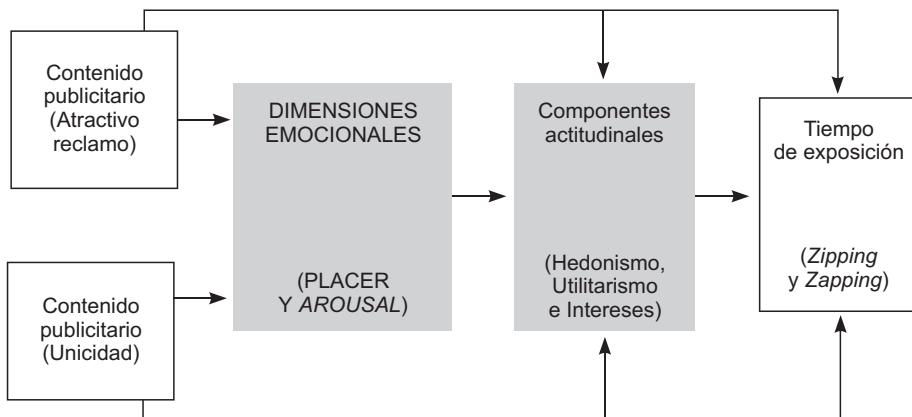 Contenido
publicitario
(Atractivo
reclamo)
Contenido
publicitario
(Unicidad)
DIMENSIONES
EMOCIONALES
(PLACER
Y AROUSAL)
Componentes
actitudinales
(Hedonismo,
Utilitarismo
e Intereses)
Tiempo
de exposición
(Zipping
y Zapping)